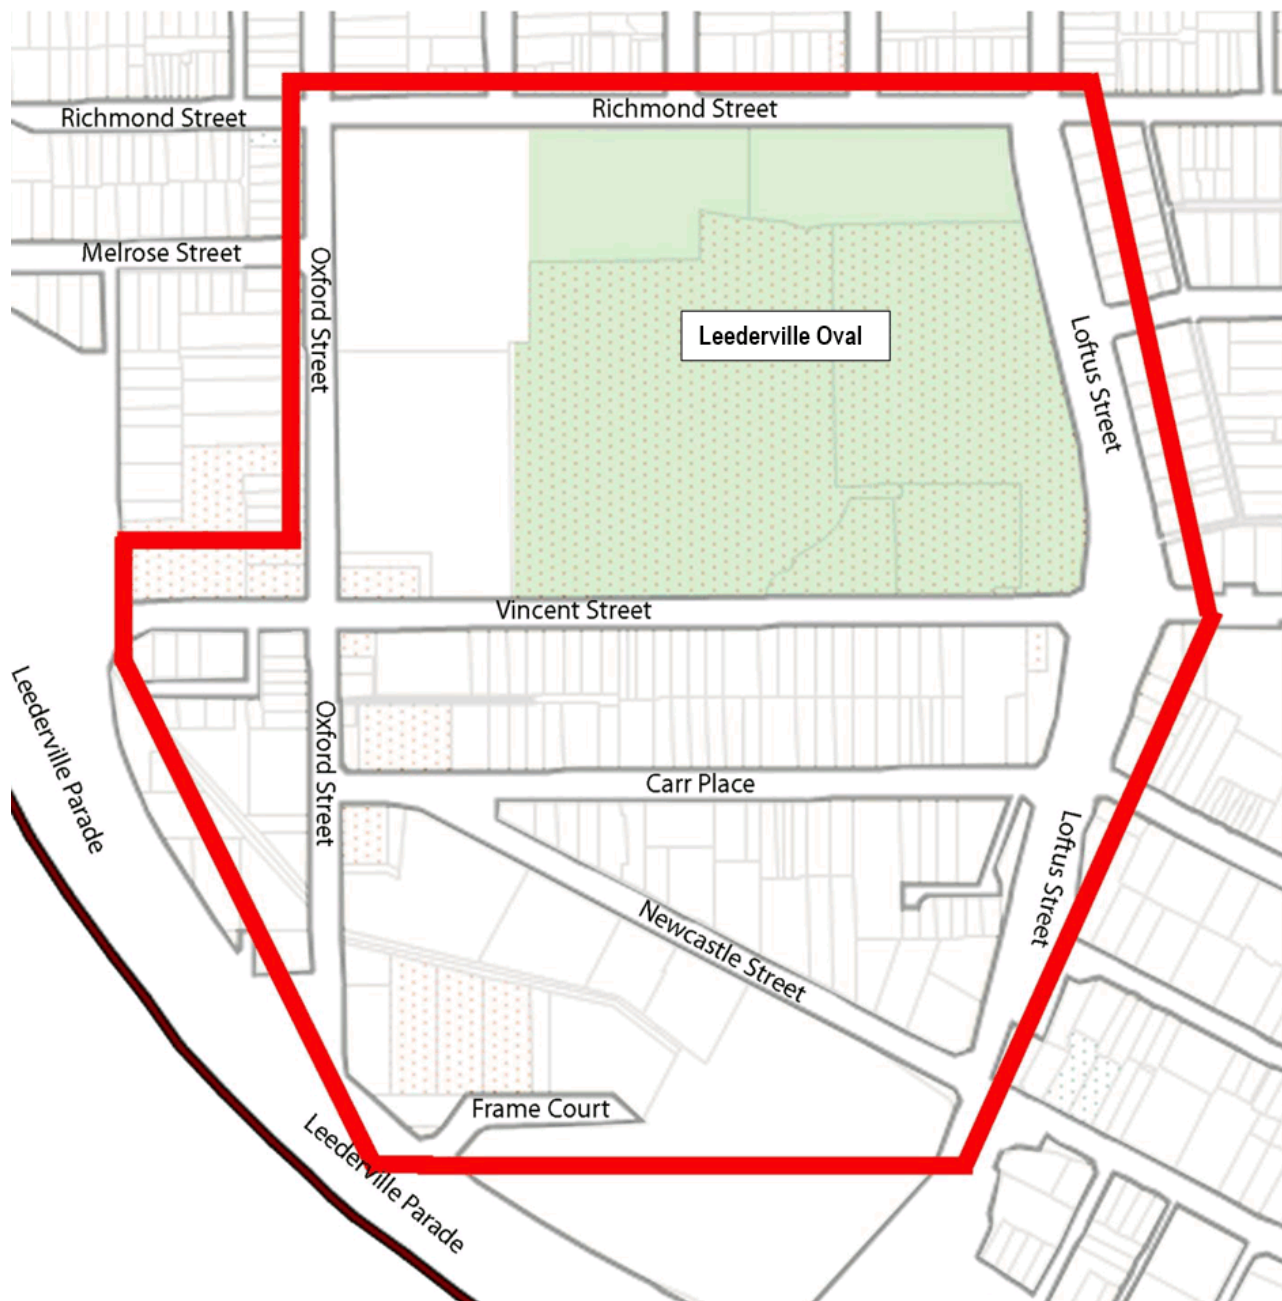 Richmond Street
Richmond Street
Melrose Street
Oxford Street
Leederville Oval
Loftus Street
Vincent Street
Leederville Parade
Oxford Street
Carr Place
Loftus Street
Newcastle Street
Frame Court
Leederville Parade